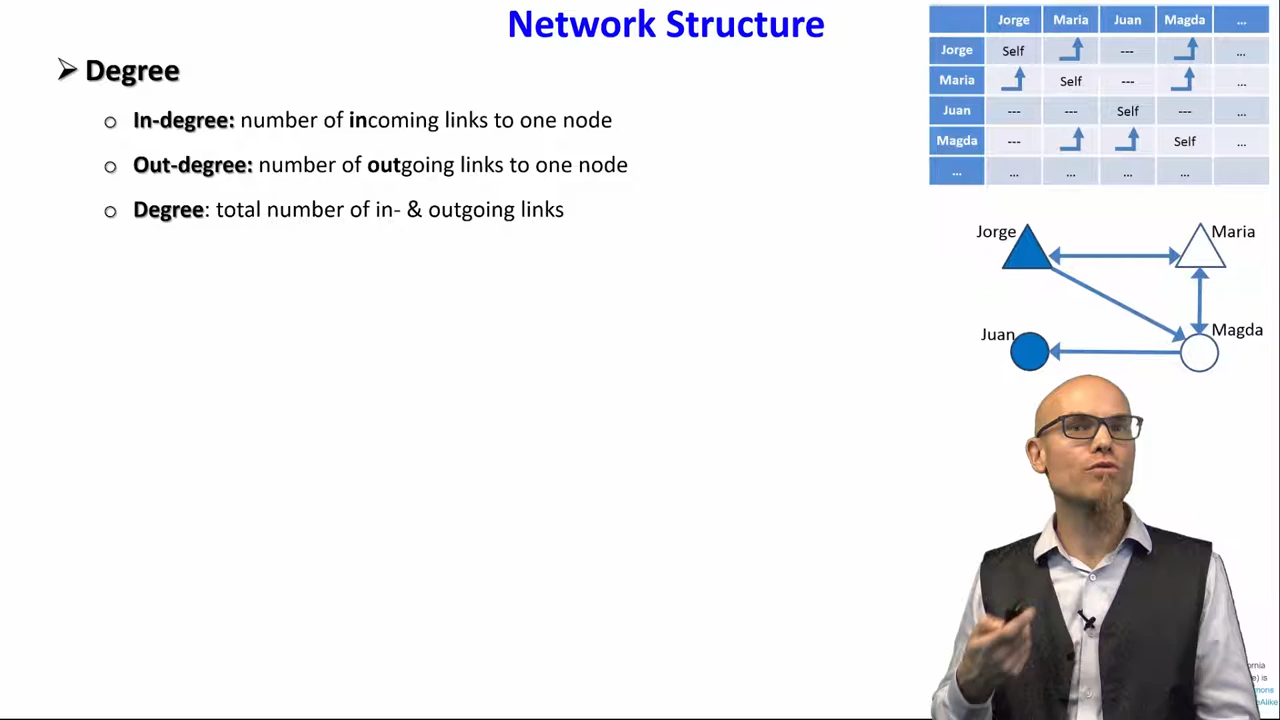 Network Structure
➢ Degree
o In-degree: number of incoming links to one node
o Out-degree: number of outgoing links to one node
o Degree: total number of in- & outgoing links
Jorge Maria Juan Magda ...
Jorge Self --- ...
Maria Self --- ...
Juan --- --- Self --- ...
Magda --- Self ...
... ... ... ... ...
Jorge Maria
Juan Magda